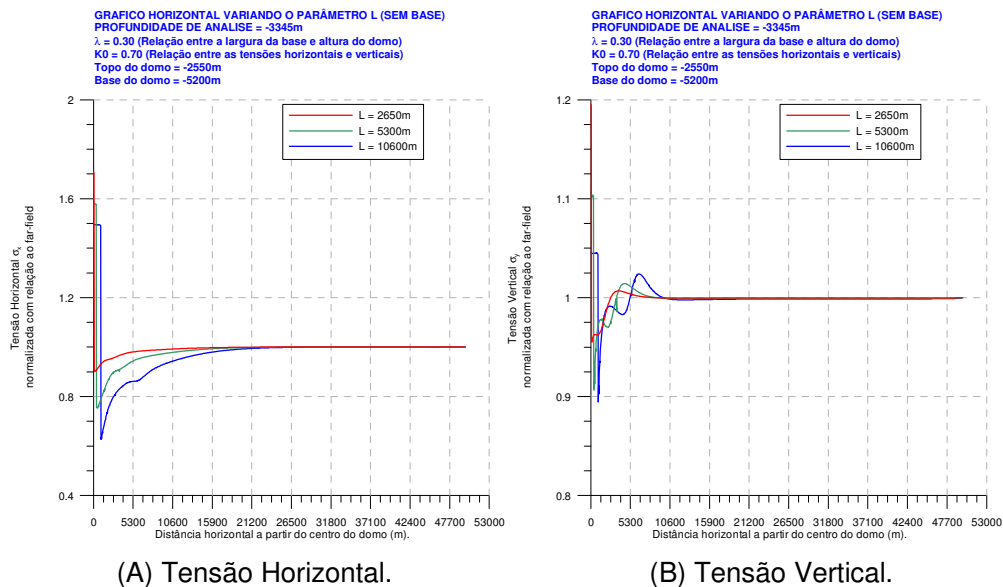 GRAFICO HORIZONTAL VARIANDO O PARÂMETRO L (SEM BASE)
PROFUNDIDADE DE ANALISE = -3345m
λ = 0.30 (Relação entre a largura da base e altura do domo)
K0 = 0.70 (Relação entre as tensões horizontais e verticais)
Topo do domo = -2550m
Base do domo = -5200m
L = 2650m
L = 5300m
L = 10600m
2
1.6
1.2
0.8
0.4
Tensão Horizontal σx
normalizada com relação ao far-field
0 5300 10600 15900 21200 26500 31800 37100 42400 47700 53000
Distância horizontal a partir do centro do domo (m).
(A) Tensão Horizontal.
GRAFICO HORIZONTAL VARIANDO O PARÂMETRO L (SEM BASE)
PROFUNDIDADE DE ANALISE = -3345m
λ = 0.30 (Relação entre a largura da base e altura do domo)
K0 = 0.70 (Relação entre as tensões horizontais e verticais)
Topo do domo = -2550m
Base do domo = -5200m
L = 2650m
L = 5300m
L = 10600m
1.2
1.1
1
0.9
0.8
Tensão Vertical σy
normalizada com relação ao far-field
0 5300 10600 15900 21200 26500 31800 37100 42400 47700 53000
Distância horizontal a partir do centro do domo (m).
(B) Tensão Vertical.